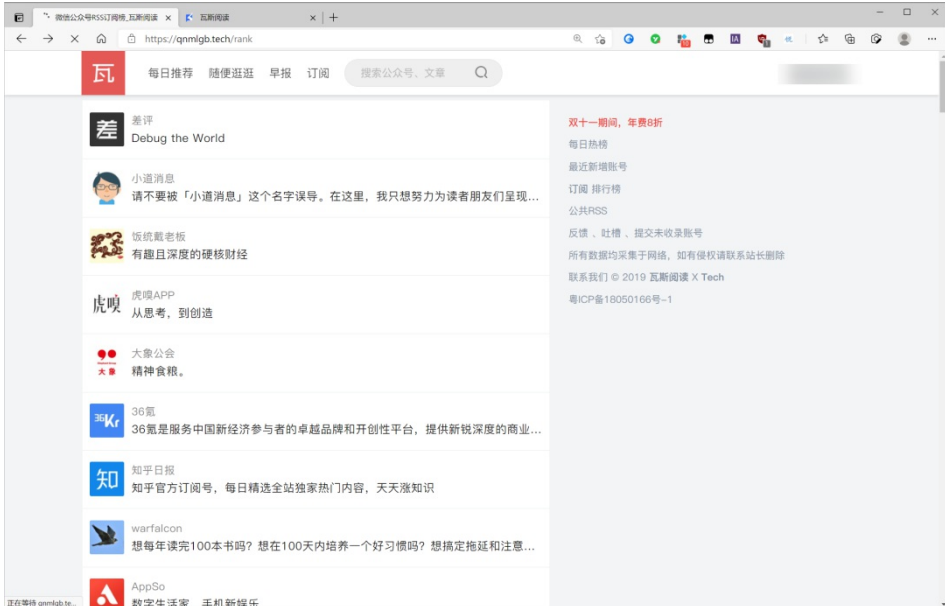 微信公众号RSS订阅榜_瓦斯阅读
瓦斯阅读
https://qnmlgb.tech/rank
瓦
每日推荐 随便逛逛 早报 订阅
搜索公众号、文章
差
差评
Debug the World
小道消息
请不要被「小道消息」这个名字误导。在这里，我只想努力为读者朋友们呈现...
饭统戴老板
有趣且深度的硬核财经
虎嗅
虎嗅APP
从思考，到创造
大象
大象公会
精神食粮。
36Kr
36氪
36氪是服务中国新经济参与者的卓越品牌和开创性平台，提供新锐深度的商业...
知
知乎日报
知乎官方订阅号，每日精选全站独家热门内容，天天涨知识
warfalcon
想每年读完100本书吗？想在100天内培养一个好习惯吗？想搞定拖延和注意...
AppSo
数字生活家，手机新娱乐
双十一期间，年费8折
每日热榜
最近新增账号
订阅 排行榜
公共RSS
反馈 、吐槽 、提交未收录账号
所有数据均采集于网络，如有侵权请联系站长删除
联系我们 © 2019 瓦斯阅读 X Tech
粤ICP备18050166号-1
正在等待 qnmlgb.te...